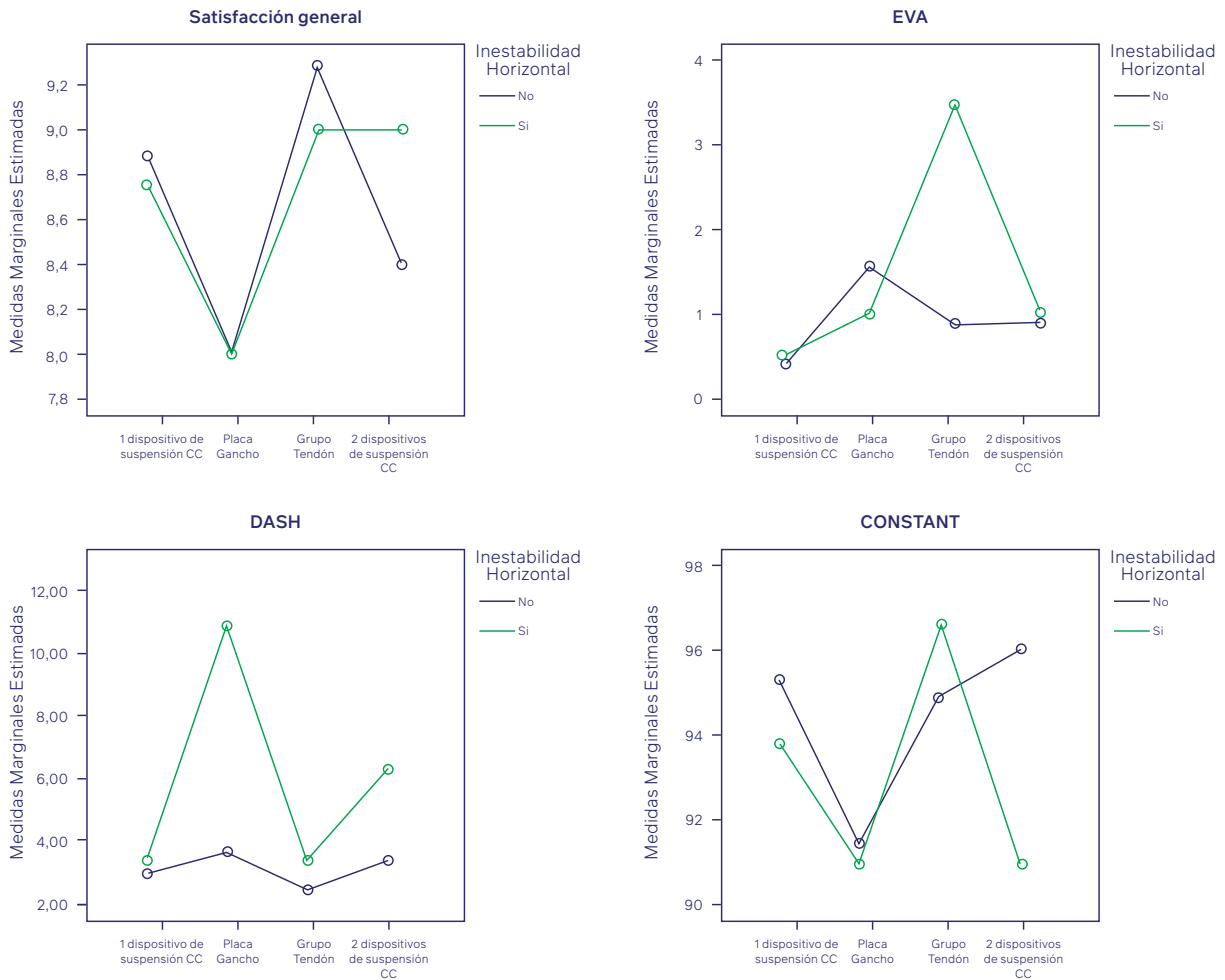 Satisfacción general
Medidas Marginales Estimadas
9,2
9,0
8,8
8,6
8,4
8,2
8,0
7,8
1 dispositivo de
suspensión CC
Placa
Gancho
Grupo
Tendón
2 dispositivos
de suspensión
CC
Inestabilidad
Horizontal
No
Si
EVA
Medidas Marginales Estimadas
4
3
2
1
0
1 dispositivo de
suspensión CC
Placa
Gancho
Grupo
Tendón
2 dispositivos
de suspensión
CC
Inestabilidad
Horizontal
No
Si
DASH
Medidas Marginales Estimadas
12,00
10,00
8,00
6,00
4,00
2,00
1 dispositivo de
suspensión CC
Placa
Gancho
Grupo
Tendón
2 dispositivos
de suspensión
CC
Inestabilidad
Horizontal
No
Si
CONSTANT
Medidas Marginales Estimadas
98
96
94
92
90
1 dispositivo de
suspensión CC
Placa
Gancho
Grupo
Tendón
2 dispositivos
de suspensión
CC
Inestabilidad
Horizontal
No
Si